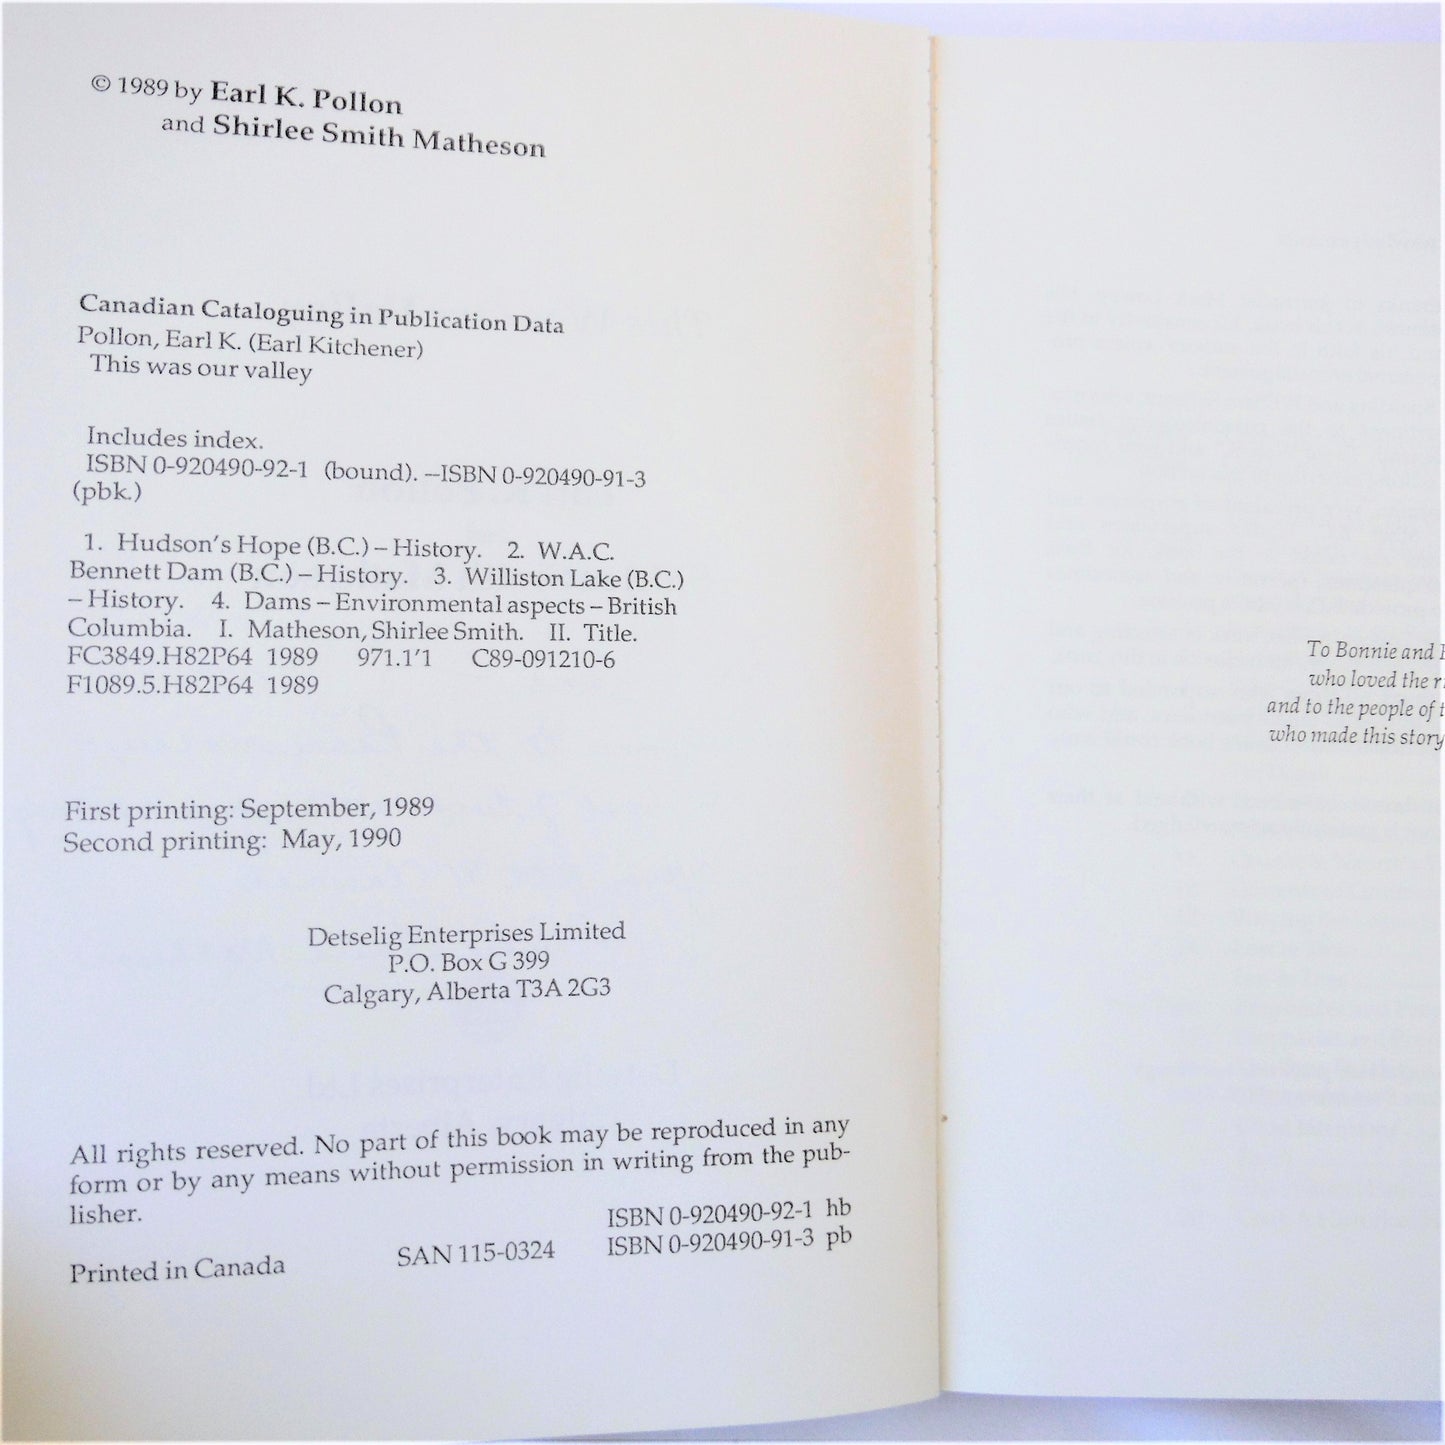 © 1989 by Earl K. Pollon
and Shirlee Smith Matheson
Canadian Cataloguing in Publication Data
Pollon, Earl K. (Earl Kitchener)
This was our valley
Includes index.
ISBN 0-920490-92-1 (bound). –ISBN 0-920490-91-3
(pbk.)
1. Hudson's Hope (B.C.) – History. 2. W.A.C.
Bennett Dam (B.C.) – History. 3. Williston Lake (B.C.)
– History. 4. Dams – Environmental aspects – British
Columbia. I. Matheson, Shirlee Smith. II. Title.
FC3849.H82P64 1989 971.1'1 C89-091210-6
F1089.5.H82P64 1989
First printing: September, 1989
Second printing: May, 1990
Detselig Enterprises Limited
P.O. Box G 399
Calgary, Alberta T3A 2G3
All rights reserved. No part of this book may be reproduced in any
form or by any means without permission in writing from the pub-
lisher.
ISBN 0-920490-92-1 hb
Printed in Canada SAN 115-0324 ISBN 0-920490-91-3 pb
To Bonnie and
who loved the
and to the people of
who made this story